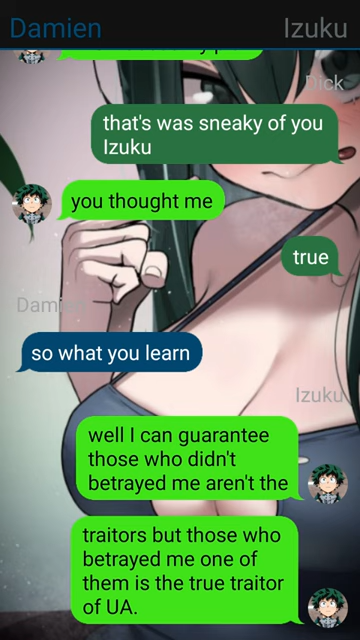 Damien
Izuku
Dick
that's was sneaky of you
Izuku
you thought me
true
Damien
so what you learn
Izuku
well I can guarantee
those who didn't
betrayed me aren't the
traitors but those who
betrayed me one of
them is the true traitor
of UA.